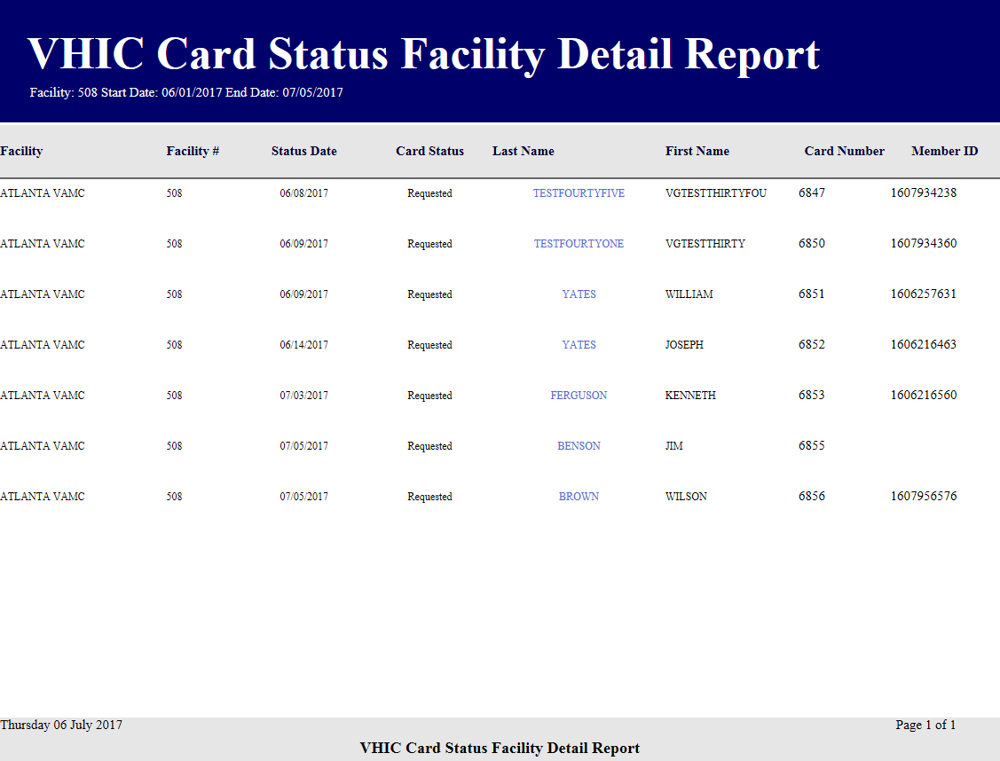 VHIC Card Status Facility Detail Report
Facility: 508 Start Date: 06/01/2017 End Date: 07/05/2017
Facility Facility # Status Date Card Status Last Name First Name Card Number Member ID
ATLANTA VAMC 508 06/08/2017 Requested TESTFOURTYFIVE VGTESTTHIRTYFOU 6847 1607934238
ATLANTA VAMC 508 06/09/2017 Requested TESTFOURTYONE VGTESTTHIRTY 6850 1607934360
ATLANTA VAMC 508 06/09/2017 Requested YATES WILLIAM 6851 1606257631
ATLANTA VAMC 508 06/14/2017 Requested YATES JOSEPH 6852 1606216463
ATLANTA VAMC 508 07/03/2017 Requested FERGUSON KENNETH 6853 1606216560
ATLANTA VAMC 508 07/05/2017 Requested BENSON JIM 6855
ATLANTA VAMC 508 07/05/2017 Requested BROWN WILSON 6856 1607956576
Thursday 06 July 2017 Page 1 of 1
VHIC Card Status Facility Detail Report